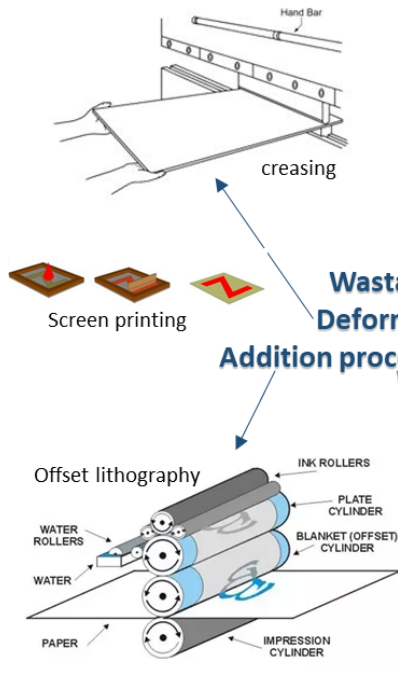 Hand Bar
creasing
Screen printing
Addition
Offset lithography
INK ROLLERS
PLATE
CYLINDER
WATER
ROLLERS
BLANKET (OFFSET)
CYLINDER
WATER
PAPER
IMPRESSION
CYLINDER